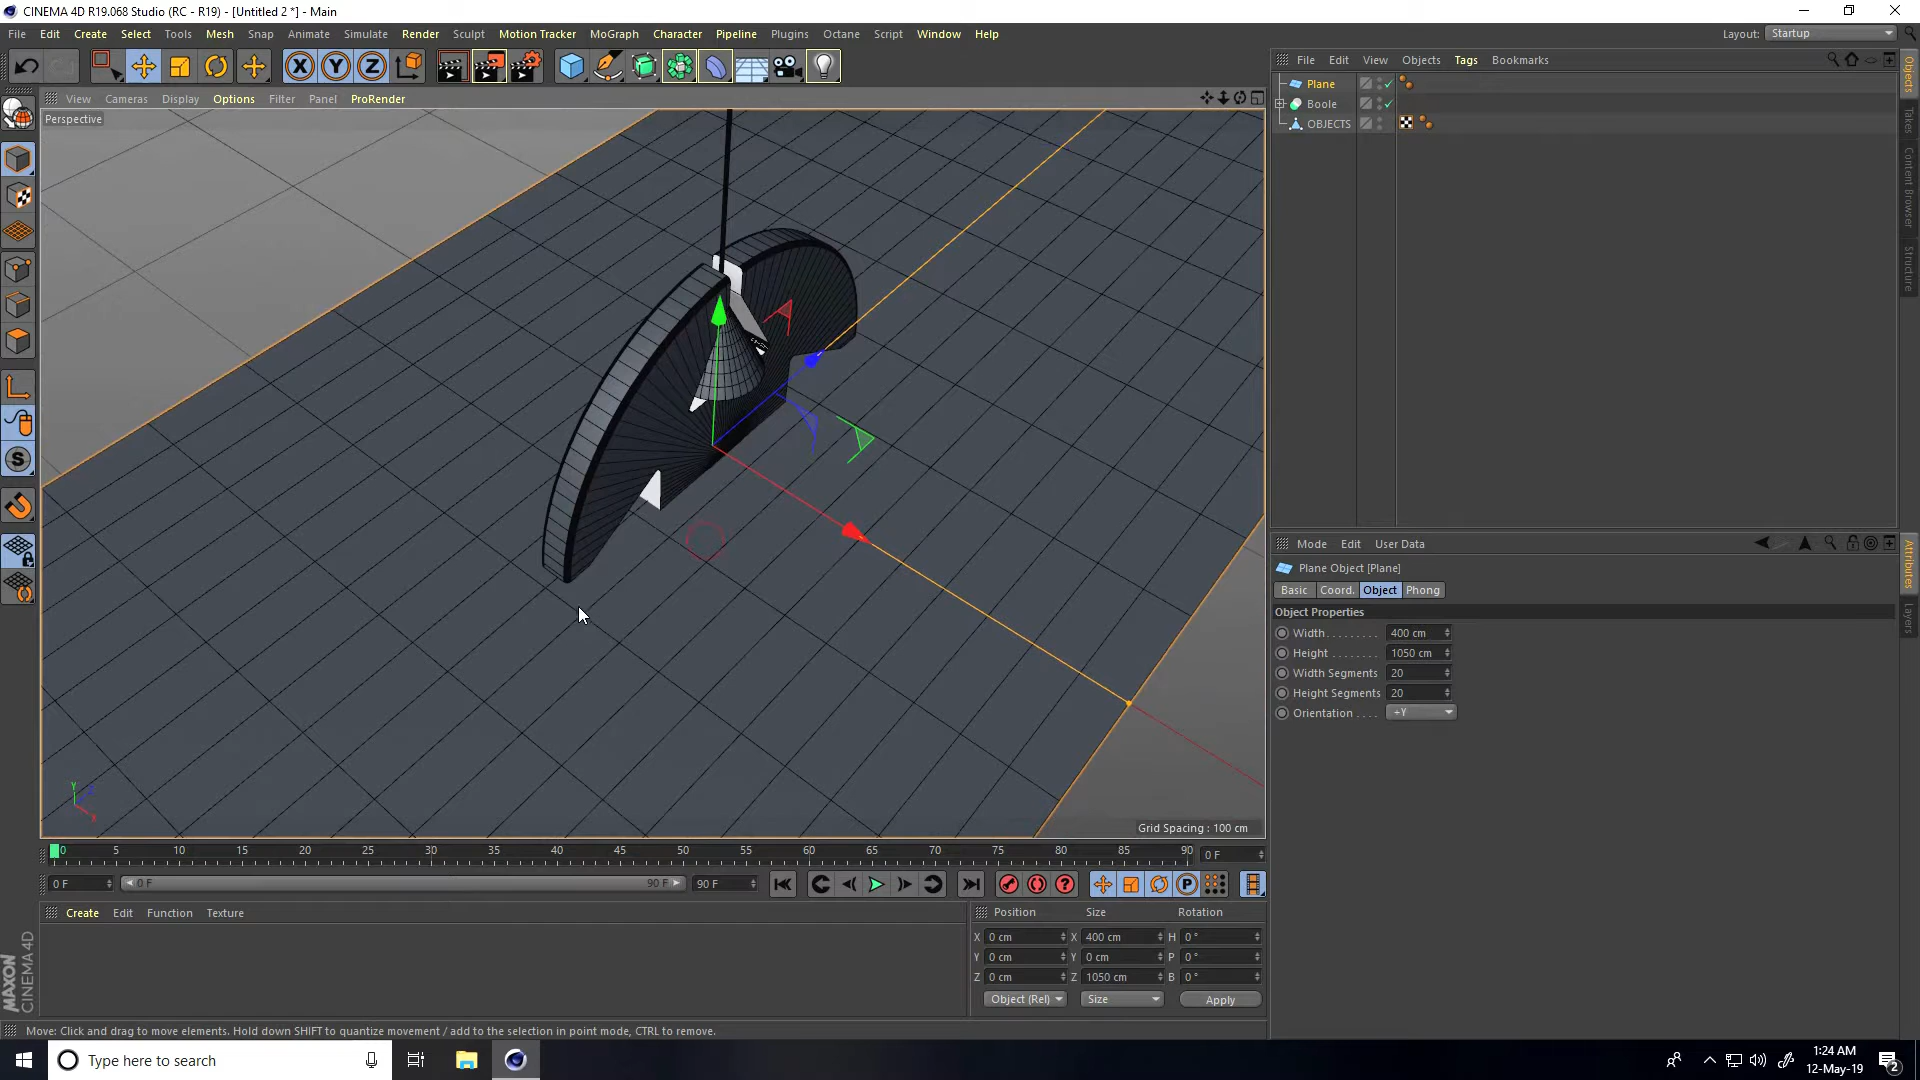 CINEMA 4D R19.068 Studio (RC - R19) - [Untitled 2 *] - Main
File Edit Create Select Tools Mesh Snap Animate Simulate Render Sculpt Motion Tracker MoGraph Character Pipeline Plugins Octane Script Window Help
Layout: Startup
View Cameras Display Options Filter Panel ProRender
Perspective
File Edit View Objects Tags Bookmarks
Plane
Boole
OBJECTS
Objects
Takes
Content Browser
Structure
Mode Edit User Data
Plane Object [Plane]
Basic Coord. Object Phong
Object Properties
Width 400 cm
Height 1050 cm
Width Segments 20
Height Segments 20
Orientation +Y
Attributes
Layers
Y
Z
X
Grid Spacing : 100 cm
0 5 10 15 20 25 30 35 40 45 50 55 60 65 70 75 80 85 90
0 F
0 F 0 F 90 F 90 F
Create Edit Function Texture
Position Size Rotation
X 0 cm X 400 cm H 0 °
Y 0 cm Y 0 cm P 0 °
Z 0 cm Z 1050 cm B 0 °
Object (Rel) Size Apply
MAXON
CINEMA 4D
Move: Click and drag to move elements. Hold down SHIFT to quantize movement / add to the selection in point mode, CTRL to remove.
Type here to search
1:24 AM
12-May-19
2